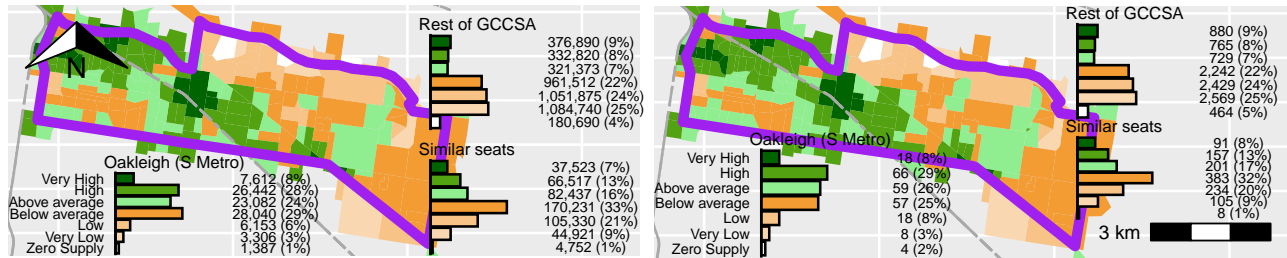 Rest of GCCSA
376,890 (9%)
332,820 (8%)
321,373 (7%)
961,512 (22%)
1,051,875 (24%)
1,084,740 (25%)
180,690 (4%)
N
Similar seats
37,523 (7%)
66,517 (13%)
82,437 (16%)
170,231 (33%)
105,330 (21%)
44,921 (9%)
4,752 (1%)
Oakleigh (S Metro)
Very High 7,612 (8%)
High 26,442 (28%)
Above average 23,082 (24%)
Below average 28,040 (29%)
Low 6,153 (6%)
Very Low 3,306 (3%)
Zero Supply 1,387 (1%)
Rest of GCCSA
880 (9%)
765 (8%)
729 (7%)
2,242 (22%)
2,429 (24%)
2,569 (25%)
464 (5%)
Similar seats
91 (8%)
157 (13%)
201 (17%)
383 (32%)
234 (20%)
105 (9%)
8 (1%)
Oakleigh (S Metro)
Very High 18 (8%)
High 66 (29%)
Above average 59 (26%)
Below average 57 (25%)
Low 18 (8%)
Very Low 8 (3%)
Zero Supply 4 (2%)
3 km